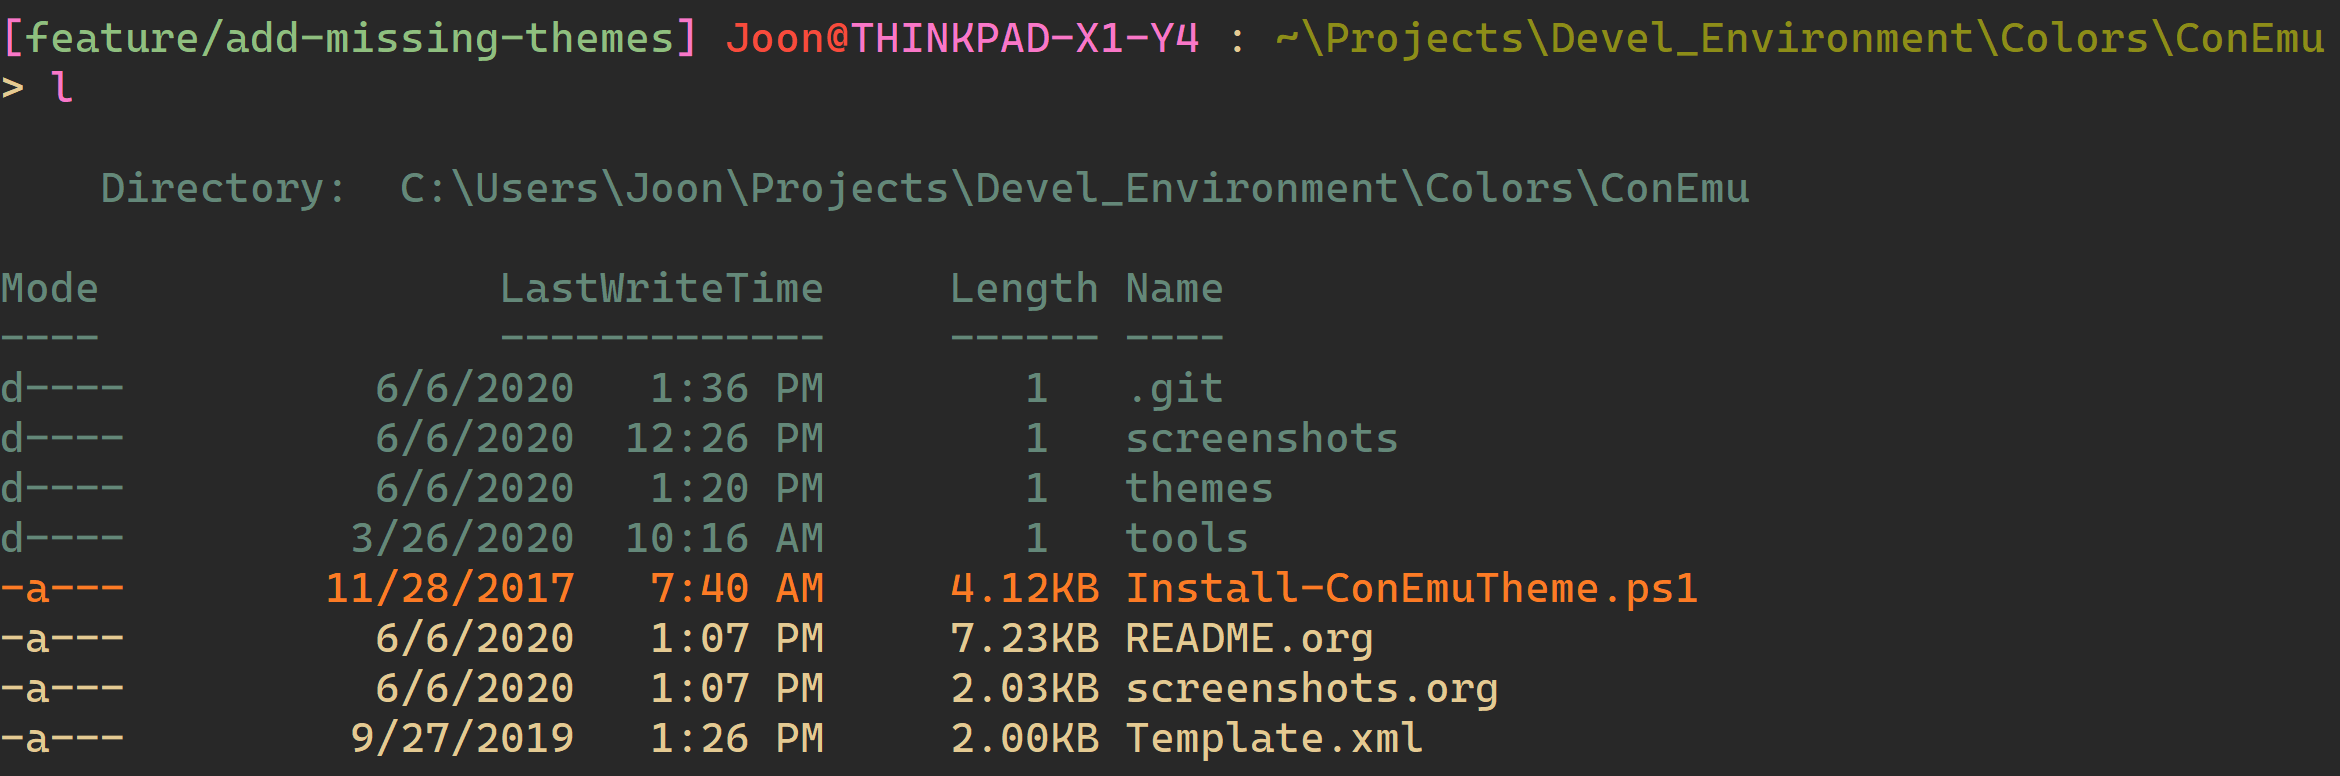 [feature/add-missing-themes] Joon@THINKPAD-X1-Y4 : ~\Projects\Devel_Environment\Colors\ConEmu
> l
Directory:  C:\Users\Joon\Projects\Devel_Environment\Colors\ConEmu
Mode                LastWriteTime     Length Name
----                -------------     ------ ----
d----          6/6/2020   1:36 PM        1   .git
d----          6/6/2020  12:26 PM        1   screenshots
d----          6/6/2020   1:20 PM        1   themes
d----         3/26/2020  10:16 AM        1   tools
-a---        11/28/2017   7:40 AM     4.12KB Install-ConEmuTheme.ps1
-a---          6/6/2020   1:07 PM     7.23KB README.org
-a---          6/6/2020   1:07 PM     2.03KB screenshots.org
-a---         9/27/2019   1:26 PM     2.00KB Template.xml